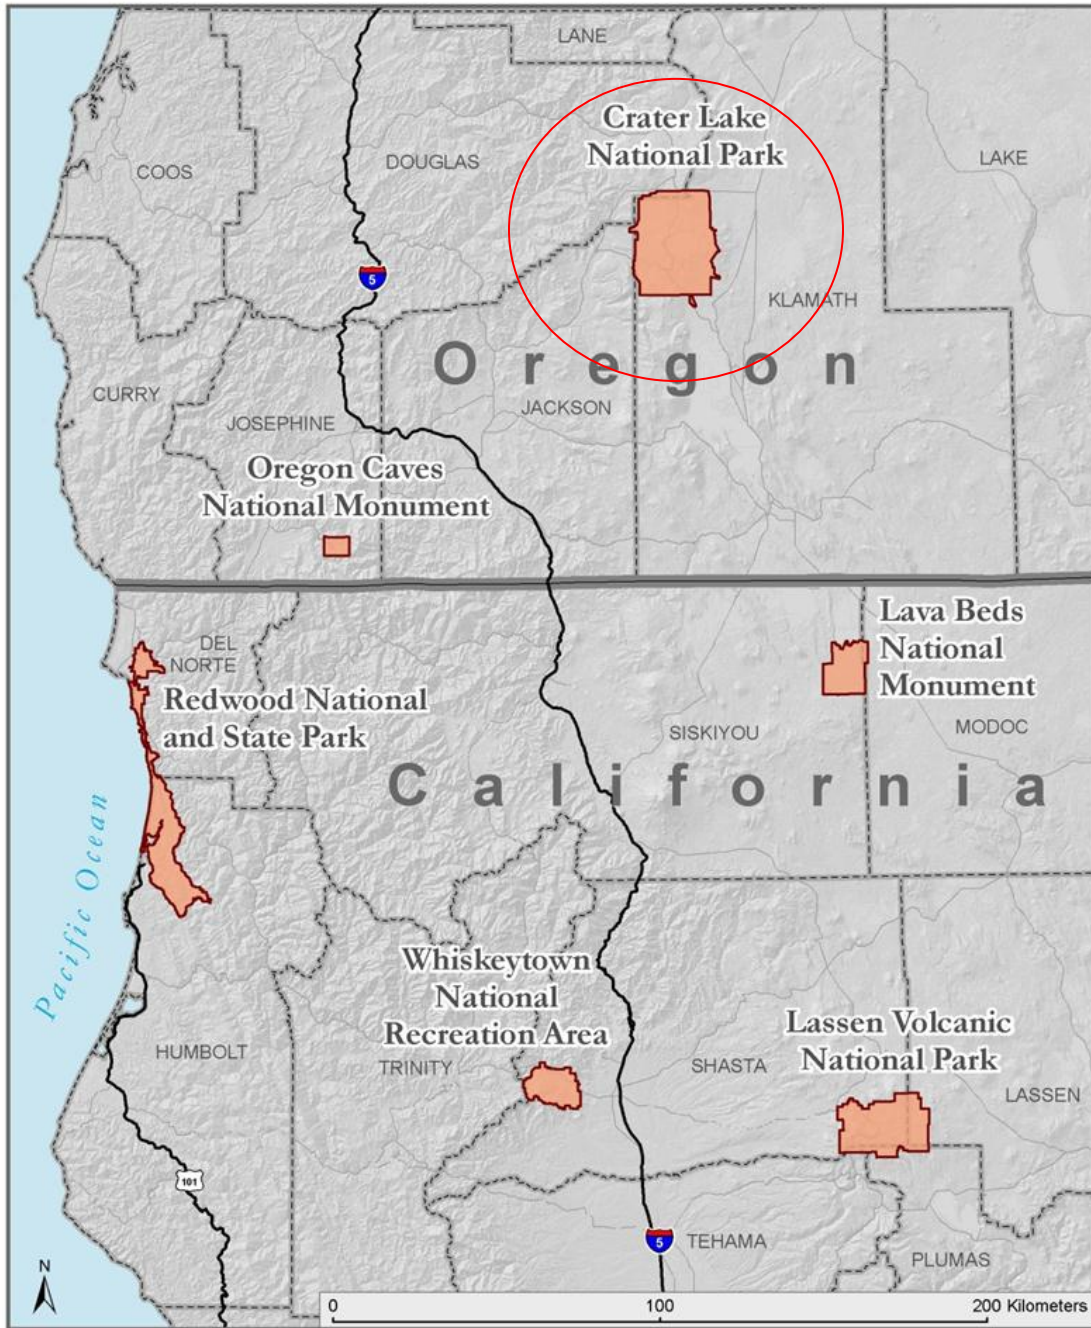 LANE
Crater Lake
National Park
DOUGLAS
COOS
LAKE
5
KLAMATH
Oregon
CURRY
JACKSON
JOSEPHINE
Oregon Caves
National Monument
Lava Beds
National
Monument
DEL
NORTE
Redwood National
and State Park
SISKIYOU
MODOC
California
Pacific Ocean
Whiskeytown
National
Recreation Area
Lassen Volcanic
National Park
HUMBOLT
TRINITY
SHASTA
LASSEN
101
5
TEHAMA
PLUMAS
N
0 100 200 Kilometers